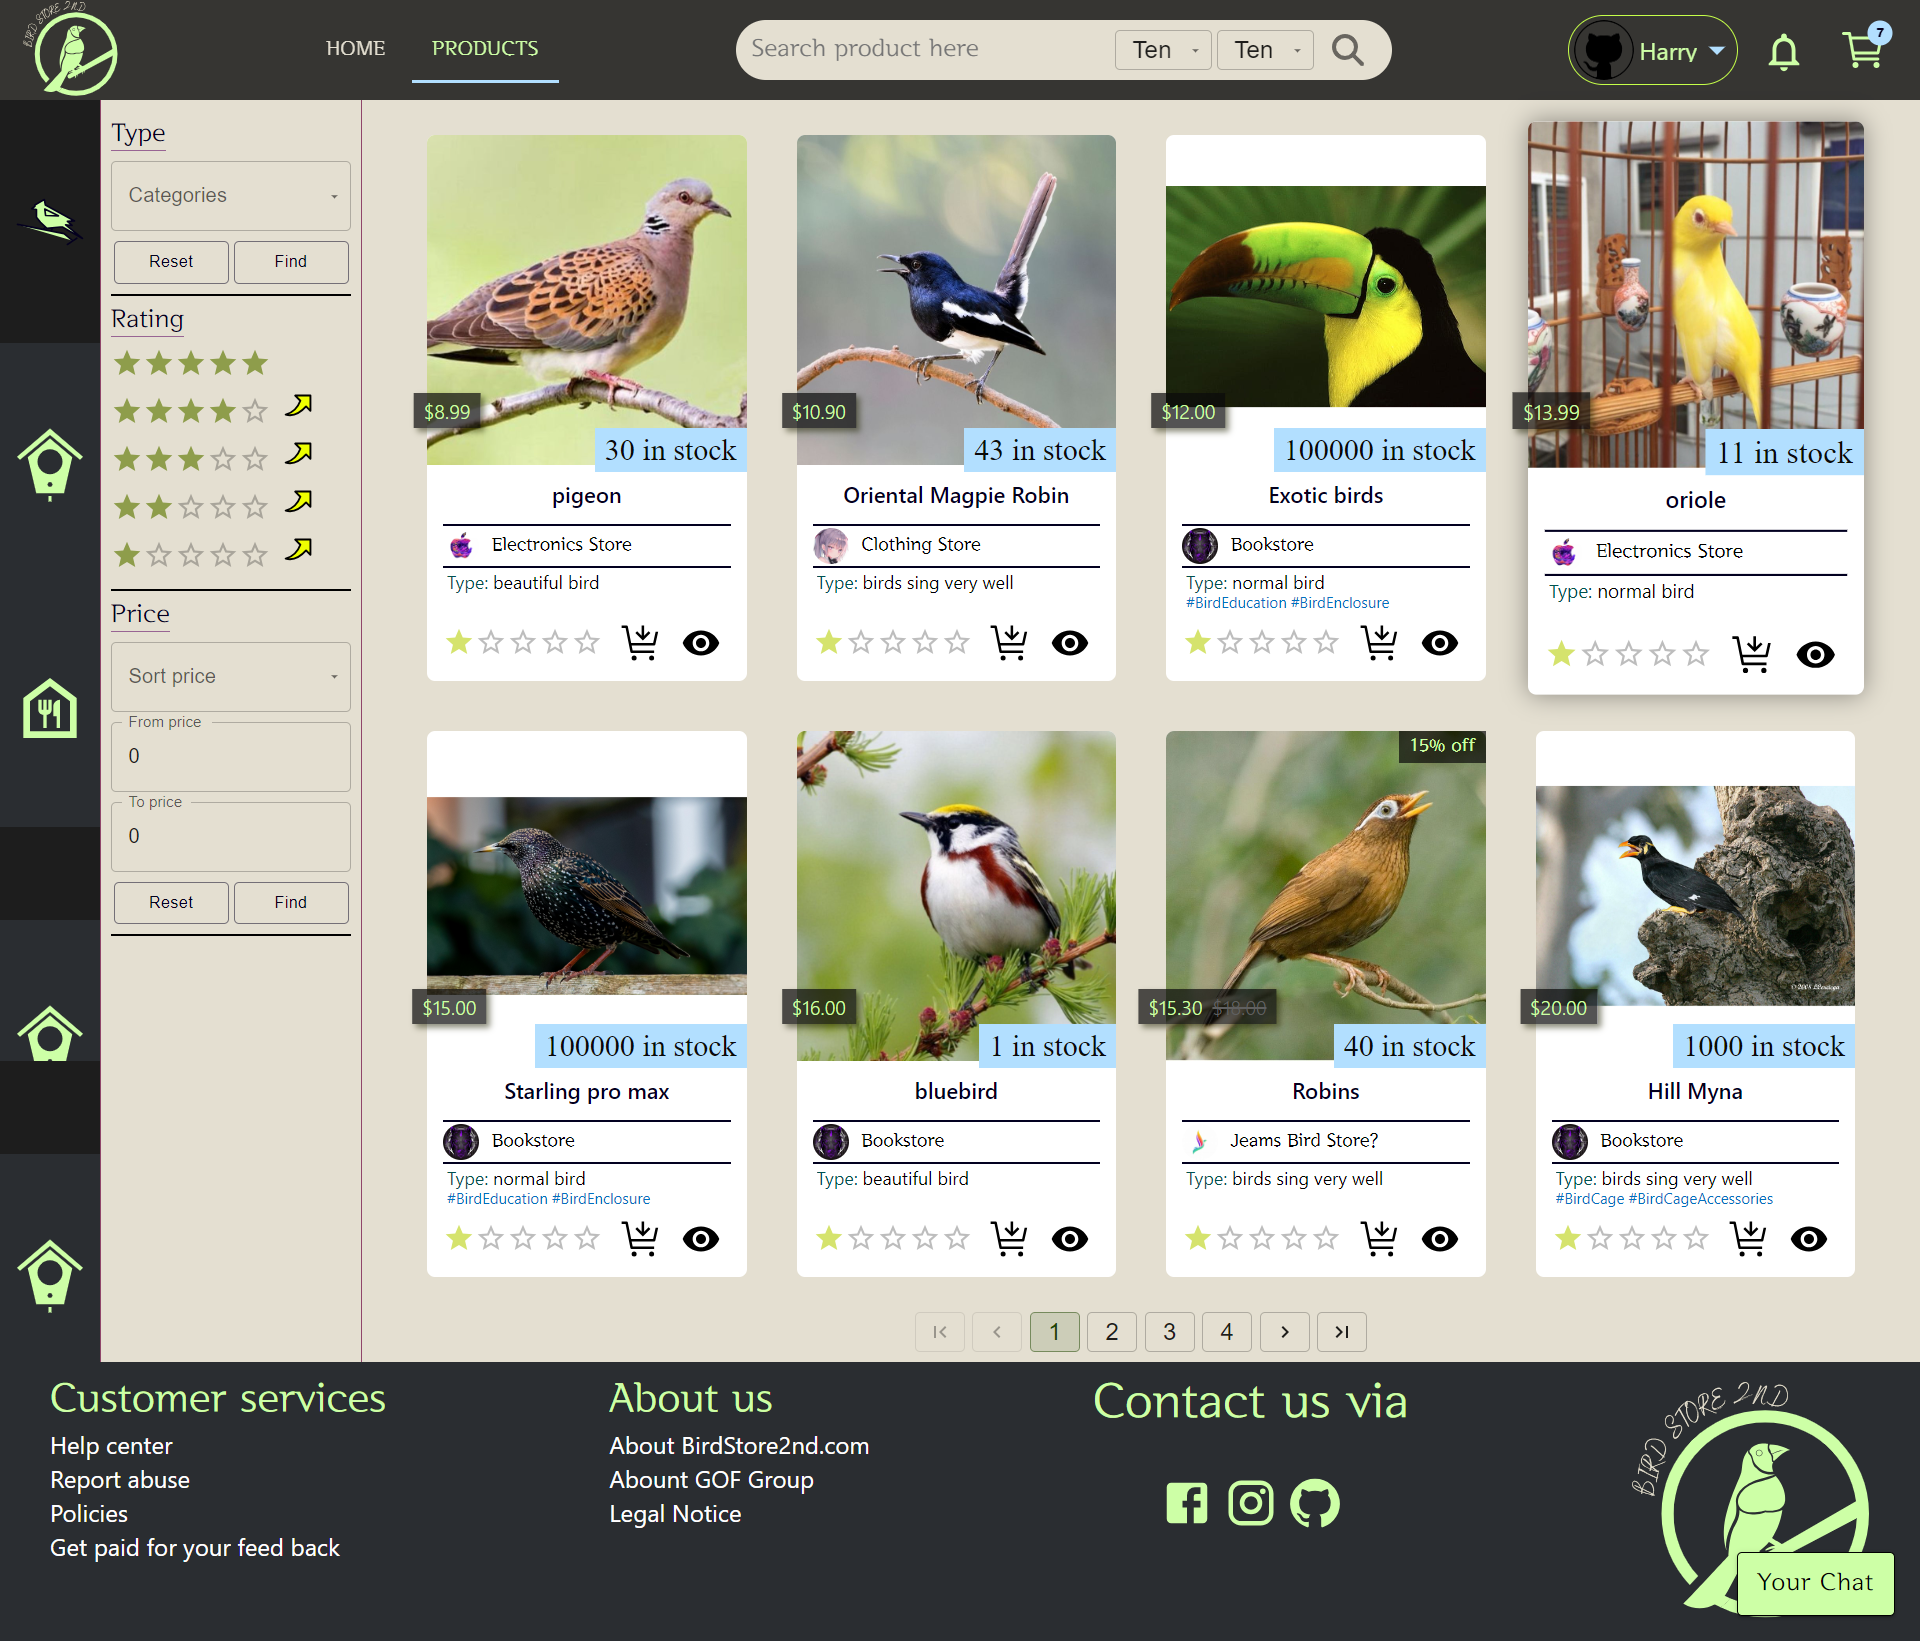 BIRD STORE 2ND
HOME
PRODUCTS
Search product here
Ten
Ten
Harry
7
Type
Categories
Reset
Find
Rating
Price
Sort price
From price
0
To price
0
Reset
Find
$8.99
30 in stock
pigeon
Electronics Store
Type: beautiful bird
$10.90
43 in stock
Oriental Magpie Robin
Clothing Store
Type: birds sing very well
$12.00
100000 in stock
Exotic birds
Bookstore
Type: normal bird
#BirdEducation #BirdEnclosure
$13.99
11 in stock
oriole
Electronics Store
Type: normal bird
$15.00
100000 in stock
Starling pro max
Bookstore
Type: normal bird
#BirdEducation #BirdEnclosure
$16.00
1 in stock
bluebird
Bookstore
Type: beautiful bird
15% off
$15.30 $18.00
40 in stock
Robins
Jeams Bird Store?
Type: birds sing very well
$20.00
1000 in stock
Hill Myna
Bookstore
Type: birds sing very well
#BirdCage #BirdCageAccessories
1
2
3
4
Customer services
Help center
Report abuse
Policies
Get paid for your feed back
About us
About BirdStore2nd.com
Abount GOF Group
Legal Notice
Contact us via
BIRD STORE 2ND
Your Chat